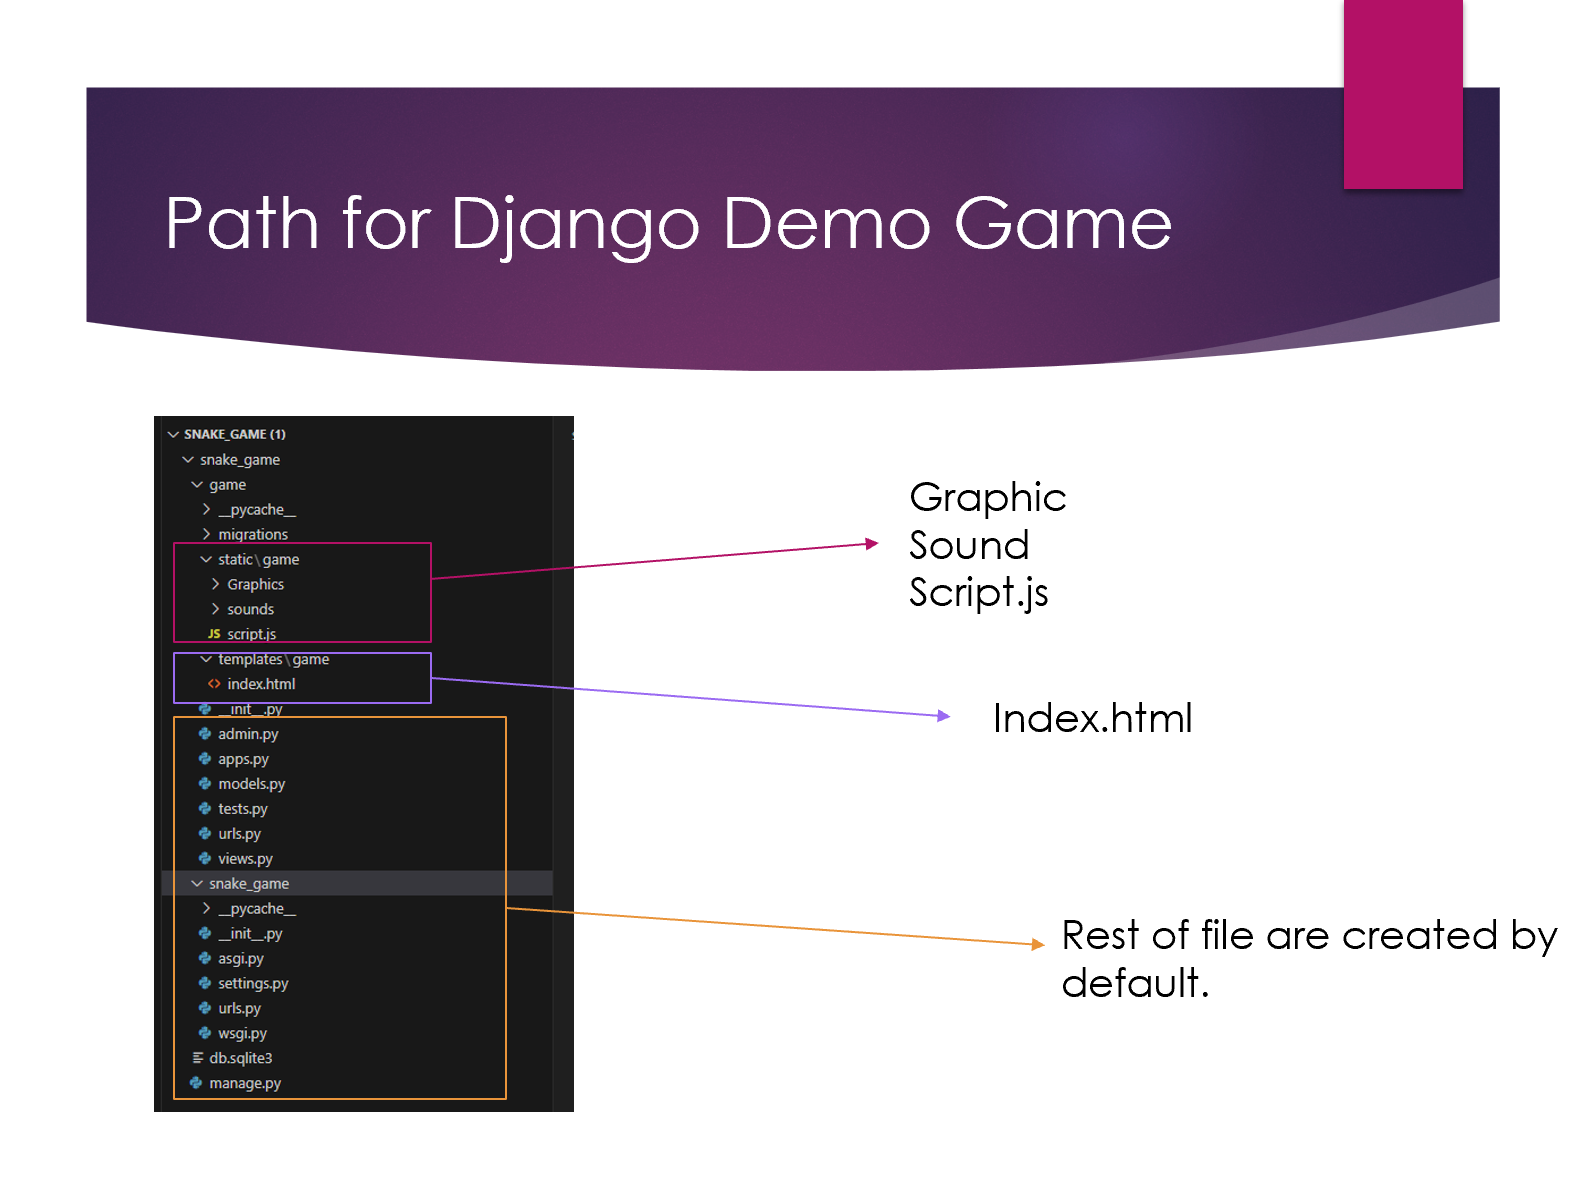 Path for Django Demo Game
SNAKE_GAME (1)
snake_game
game
__pycache__
migrations
static\game
Graphics
sounds
JS script.js
templates\game
<> index.html
__init__.py
admin.py
apps.py
models.py
tests.py
urls.py
views.py
snake_game
__pycache__
__init__.py
asgi.py
settings.py
urls.py
wsgi.py
db.sqlite3
manage.py
Graphic
Sound
Script.js
Index.html
Rest of file are created by
default.